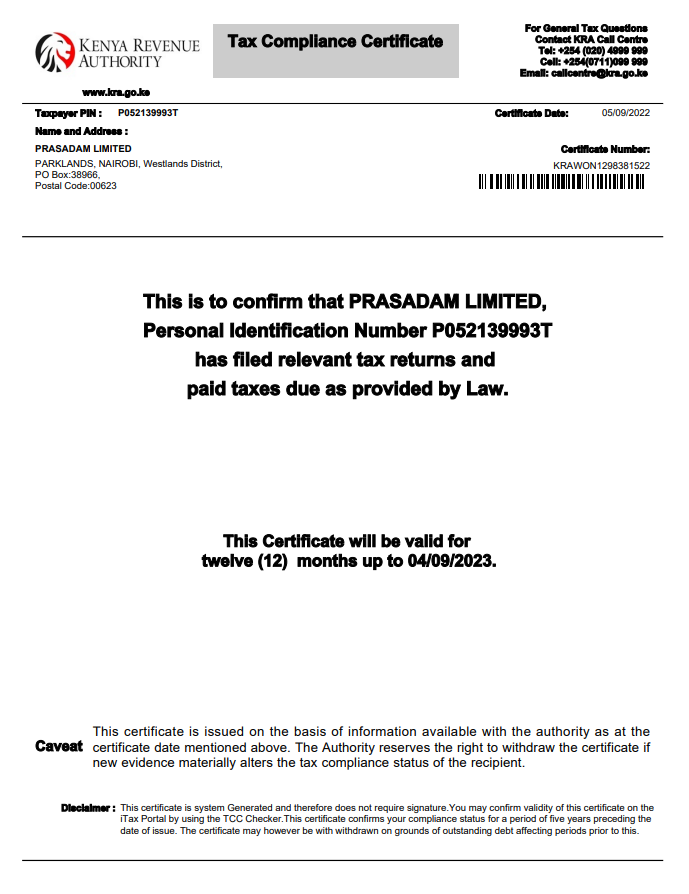 KENYA REVENUE
AUTHORITY
www.kra.go.ke
Tax Compliance Certificate
For General Tax Questions
Contact KRA Call Centre
Tel: +254 (020) 4999 999
Cell: +254(0711)099 999
Email: callcentre@kra.go.ke
Taxpayer PIN : P052139993T
Certificate Date: 05/09/2022
Name and Address :
PRASADAM LIMITED
PARKLANDS, NAIROBI, Westlands District,
PO Box:38966,
Postal Code:00623
Certificate Number:
KRAWON1298381522
This is to confirm that PRASADAM LIMITED,
Personal Identification Number P052139993T
has filed relevant tax returns and
paid taxes due as provided by Law.
This Certificate will be valid for
twelve (12) months up to 04/09/2023.
Caveat
This certificate is issued on the basis of information available with the authority as at the
certificate date mentioned above. The Authority reserves the right to withdraw the certificate if
new evidence materially alters the tax compliance status of the recipient.
Disclaimer : This certificate is system Generated and therefore does not require signature.You may confirm validity of this certificate on the
iTax Portal by using the TCC Checker.This certificate confirms your compliance status for a period of five years preceding the
date of issue. The certificate may however be with withdrawn on grounds of outstanding debt affecting periods prior to this.